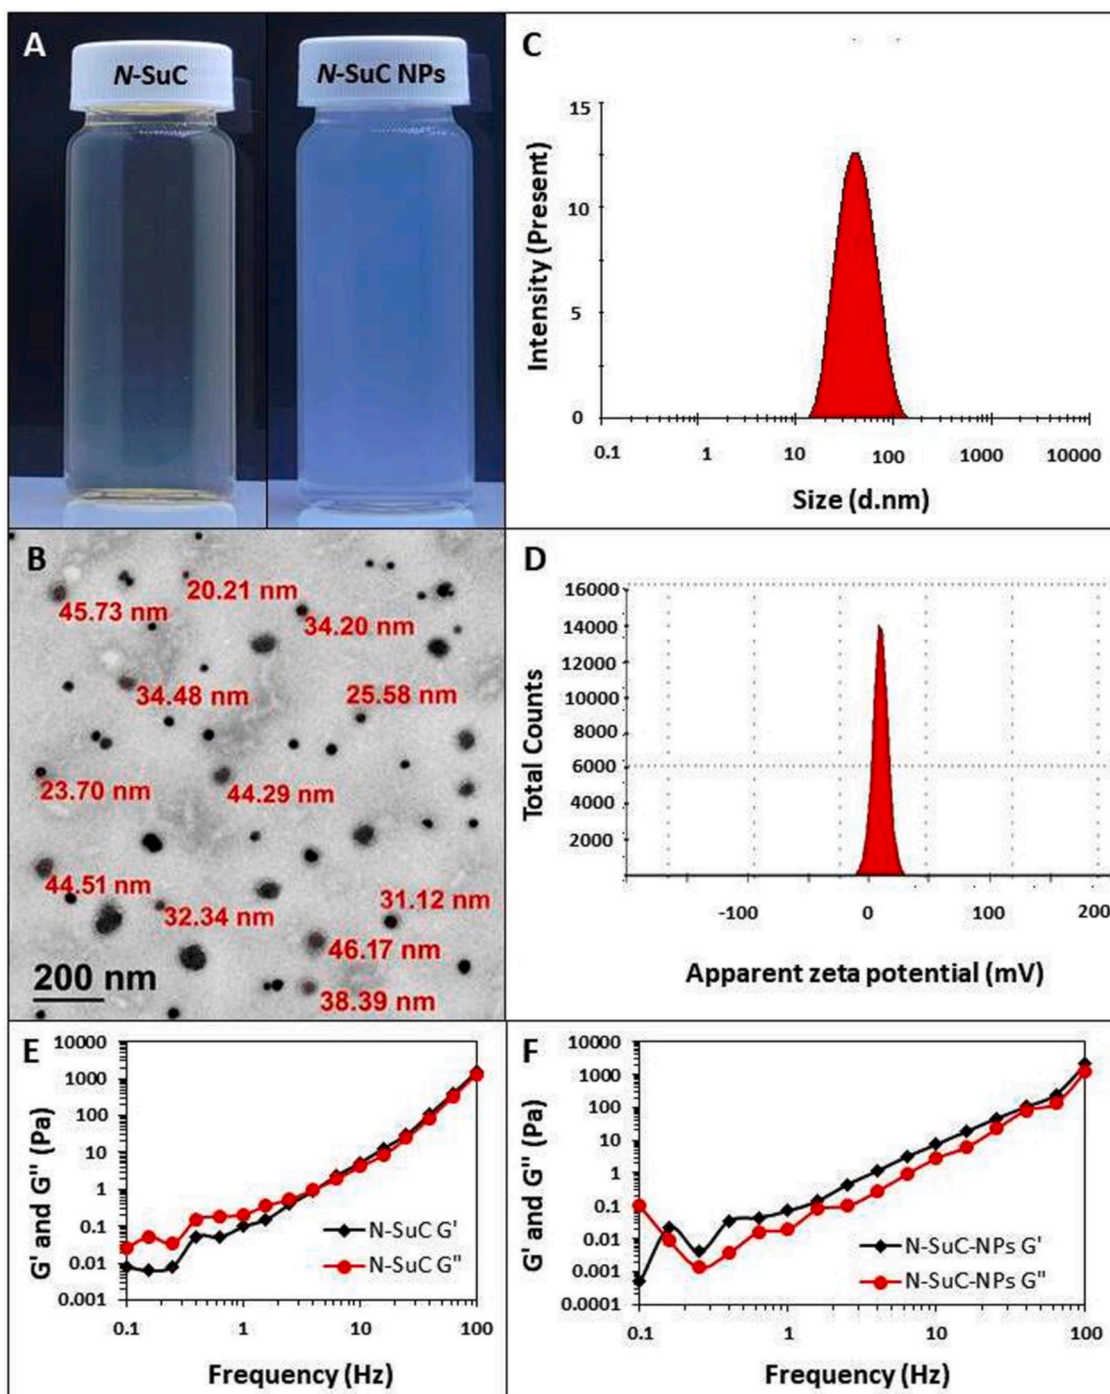 A
N-SuC
N-SuC NPs
B
45.73 nm
20.21 nm
34.20 nm
34.48 nm
25.58 nm
23.70 nm
44.29 nm
44.51 nm
32.34 nm
31.12 nm
46.17 nm
38.39 nm
200 nm
C
15
10
5
0
Intensity (Present)
0.1 1 10 100 1000 10000
Size (d.nm)
D
16000
14000
12000
10000
8000
6000
4000
2000
Total Counts
-100 0 100 200
Apparent zeta potential (mV)
E
10000
1000
100
10
1
0.1
0.01
0.001
G' and G'' (Pa)
N-SuC G'
N-SuC G''
0.1 1 10 100
Frequency (Hz)
F
10000
1000
100
10
1
0.1
0.01
0.001
0.0001
G' and G'' (Pa)
N-SuC-NPs G'
N-SuC-NPs G''
0.1 1 10 100
Frequency (Hz)